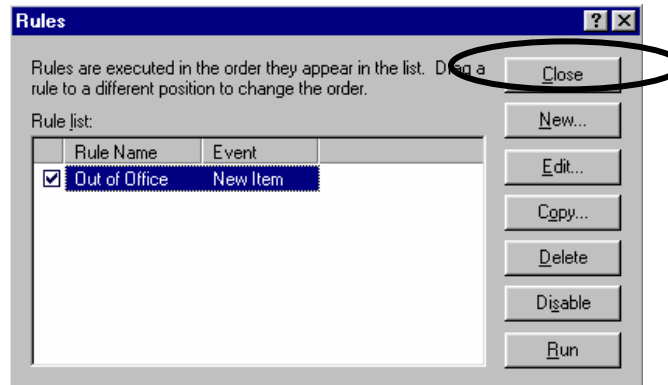 Rules
Rules are executed in the order they appear in the list. Drag a
rule to a different position to change the order.
Rule list:
Rule Name Event
Out of Office New Item
Close
New...
Edit...
Copy...
Delete
Disable
Run